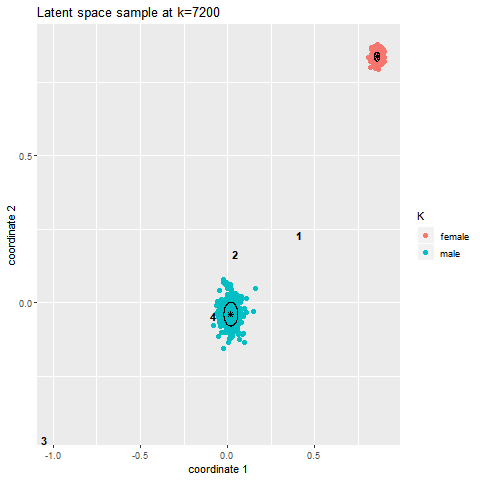 Latent space sample at k=7200
coordinate 2
0.5
0.0
1
2
4
3
-1.0 -0.5 0.0 0.5
coordinate 1
K
female
male